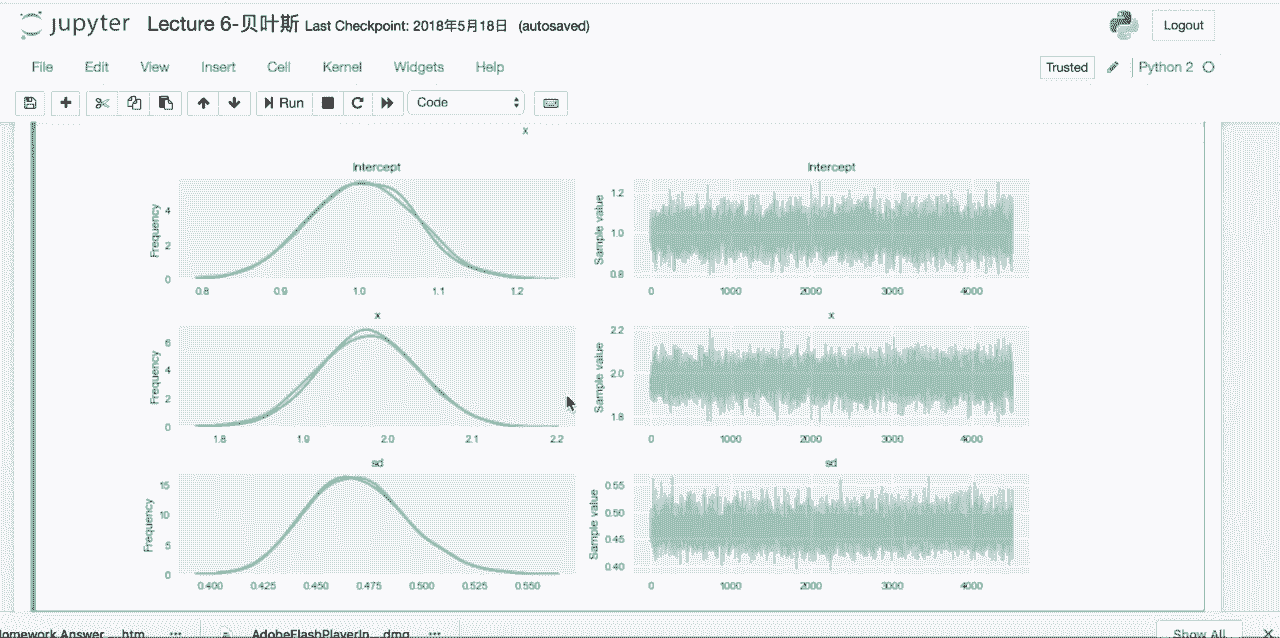 jupyter Lecture 6-贝叶斯 Last Checkpoint: 2018年5月18日 (autosaved) Logout
File Edit View Insert Cell Kernel Widgets Help Trusted Python 2
Run Code
x
Intercept Intercept
Frequency
4
2
0
0.8 0.9 1.0 1.1 1.2
Sample value
1.2
1.0
0.8
0 1000 2000 3000 4000
x x
Frequency
6
4
2
0
1.8 1.9 2.0 2.1 2.2
Sample value
2.2
2.0
1.8
0 1000 2000 3000 4000
sd sd
Frequency
15
10
5
0
0.400 0.425 0.450 0.475 0.500 0.525 0.550
Sample value
0.55
0.50
0.45
0.40
0 1000 2000 3000 4000
omework Answer ....htm ... AdobeFlashPlayerIn....dmg ... Show All